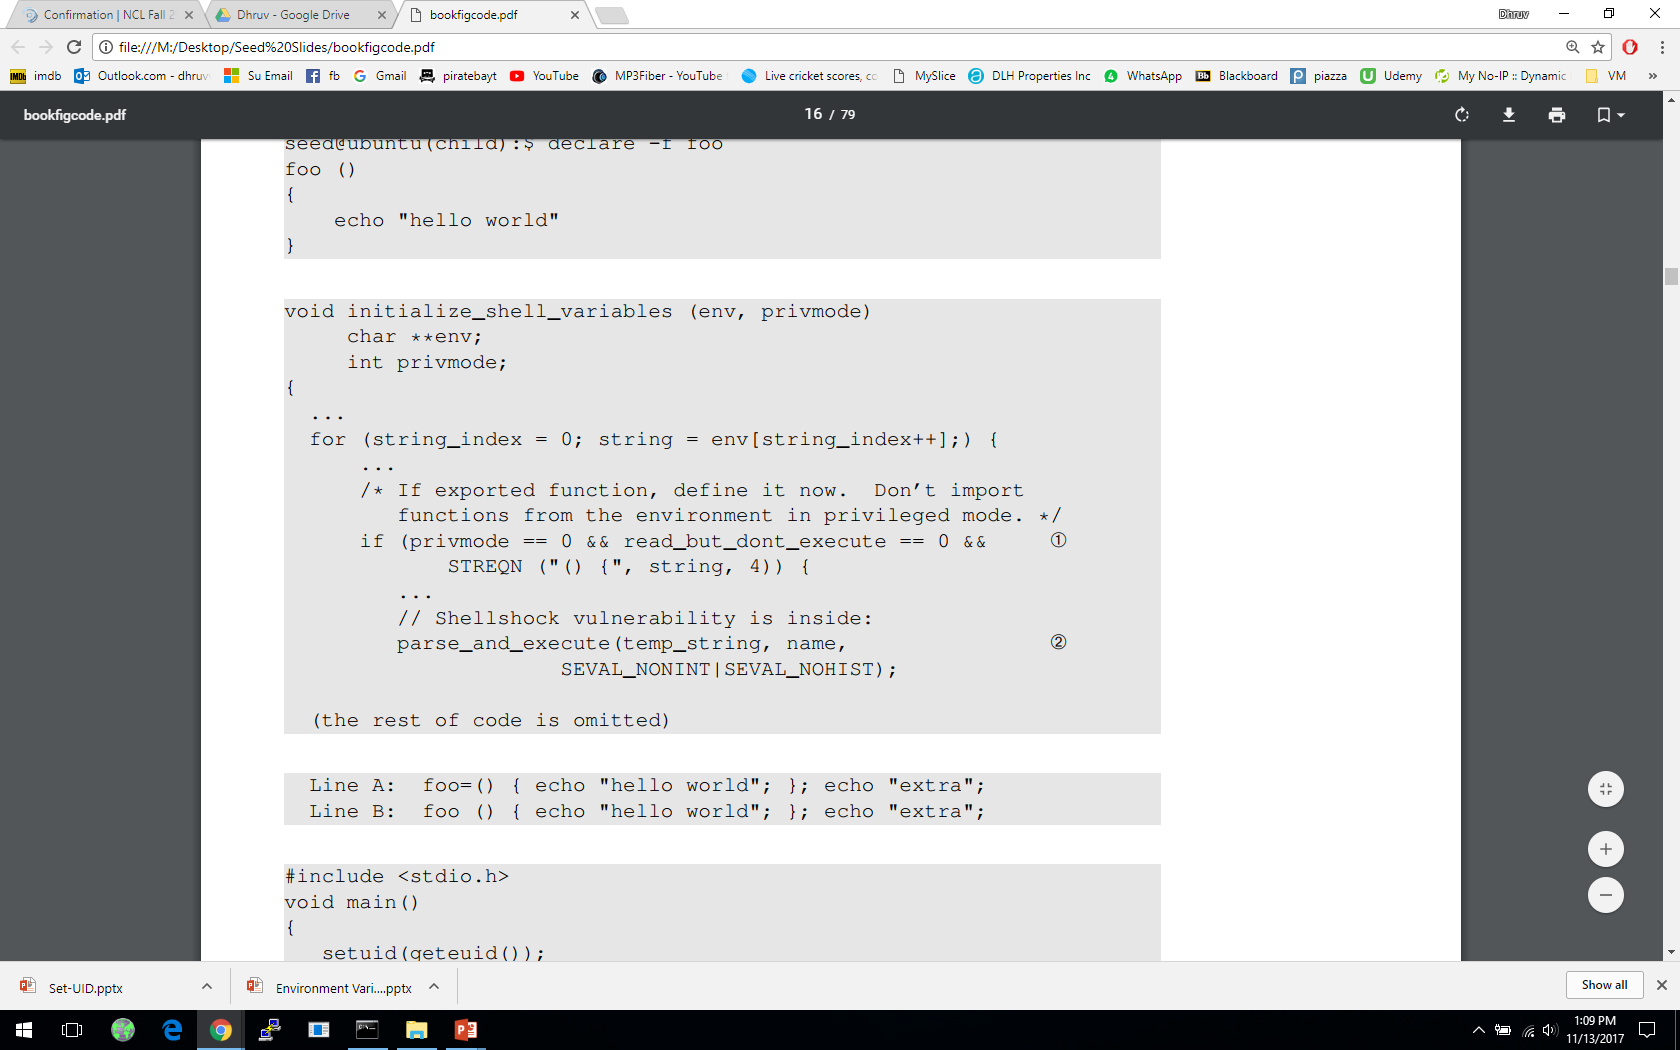 Confirmation | NCL Fall 2
Dhruv - Google Drive
bookfigcode.pdf
Dhruv
file:///M:/Desktop/Seed%20Slides/bookfigcode.pdf
IMDb imdb
Outlook.com - dhruv
Su Email
fb
Gmail
piratebayt
YouTube
MP3Fiber - YouTube
Live cricket scores, co
MySlice
DLH Properties Inc
WhatsApp
Bb Blackboard
piazza
Udemy
My No-IP :: Dynamic
VM
»
bookfigcode.pdf
16 / 79
seed@ubuntu(child):$ declare -f foo
foo ()
{
    echo "hello world"
}
void initialize_shell_variables (env, privmode)
     char **env;
     int privmode;
{
  ...
  for (string_index = 0; string = env[string_index++];) {
      ...
      /* If exported function, define it now.  Don’t import
         functions from the environment in privileged mode. */
      if (privmode == 0 && read_but_dont_execute == 0 &&     ①
             STREQN ("() {", string, 4)) {
         ...
         // Shellshock vulnerability is inside:
         parse_and_execute(temp_string, name,                ②
                      SEVAL_NONINT|SEVAL_NOHIST);
  (the rest of code is omitted)
  Line A:  foo=() { echo "hello world"; }; echo "extra";
  Line B:  foo () { echo "hello world"; }; echo "extra";
#include <stdio.h>
void main()
{
   setuid(geteuid());
Set-UID.pptx
Environment Vari....pptx
Show all
1:09 PM
11/13/2017